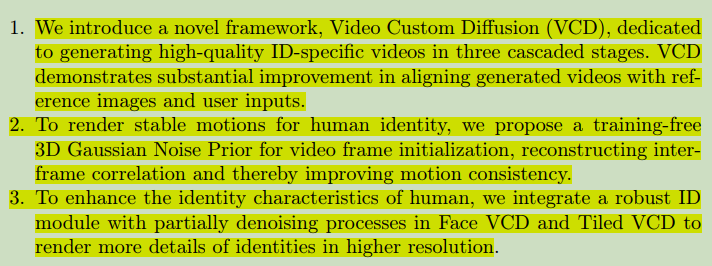 1. We introduce a novel framework, Video Custom Diffusion (VCD), dedicated
to generating high-quality ID-specific videos in three cascaded stages. VCD
demonstrates substantial improvement in aligning generated videos with ref-
erence images and user inputs.
2. To render stable motions for human identity, we propose a training-free
3D Gaussian Noise Prior for video frame initialization, reconstructing inter-
frame correlation and thereby improving motion consistency.
3. To enhance the identity characteristics of human, we integrate a robust ID
module with partially denoising processes in Face VCD and Tiled VCD to
render more details of identities in higher resolution.